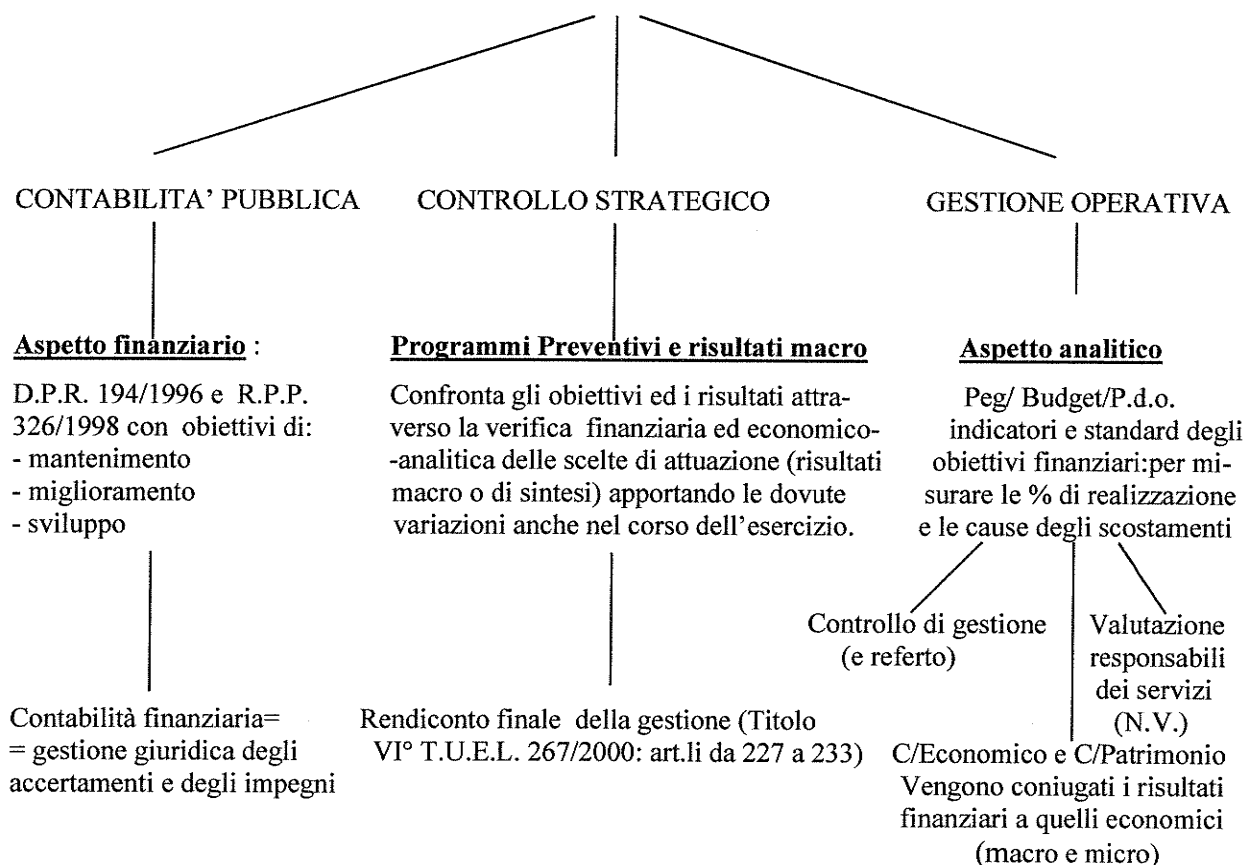 CONTABILITA’ PUBBLICA
CONTROLLO STRATEGICO
GESTIONE OPERATIVA
Aspetto finanziario :
D.P.R. 194/1996 e R.P.P.
326/1998 con obiettivi di:
- mantenimento
- miglioramento
- sviluppo
Contabilità finanziaria=
= gestione giuridica degli
accertamenti e degli impegni
Programmi Preventivi e risultati macro
Confronta gli obiettivi ed i risultati attra-
verso la verifica finanziaria ed economico-
-analitica delle scelte di attuazione (risultati
macro o di sintesi) apportando le dovute
variazioni anche nel corso dell’esercizio.
Rendiconto finale della gestione (Titolo
VI° T.U.E.L. 267/2000: art.li da 227 a 233)
Aspetto analitico
Peg/ Budget/P.d.o.
indicatori e standard degli
obiettivi finanziari:per mi-
surare le % di realizzazione
e le cause degli scostamenti
Controllo di gestione
(e referto)
Valutazione
responsabili
dei servizi
(N.V.)
C/Economico e C/Patrimonio
Vengono coniugati i risultati
finanziari a quelli economici
(macro e micro)